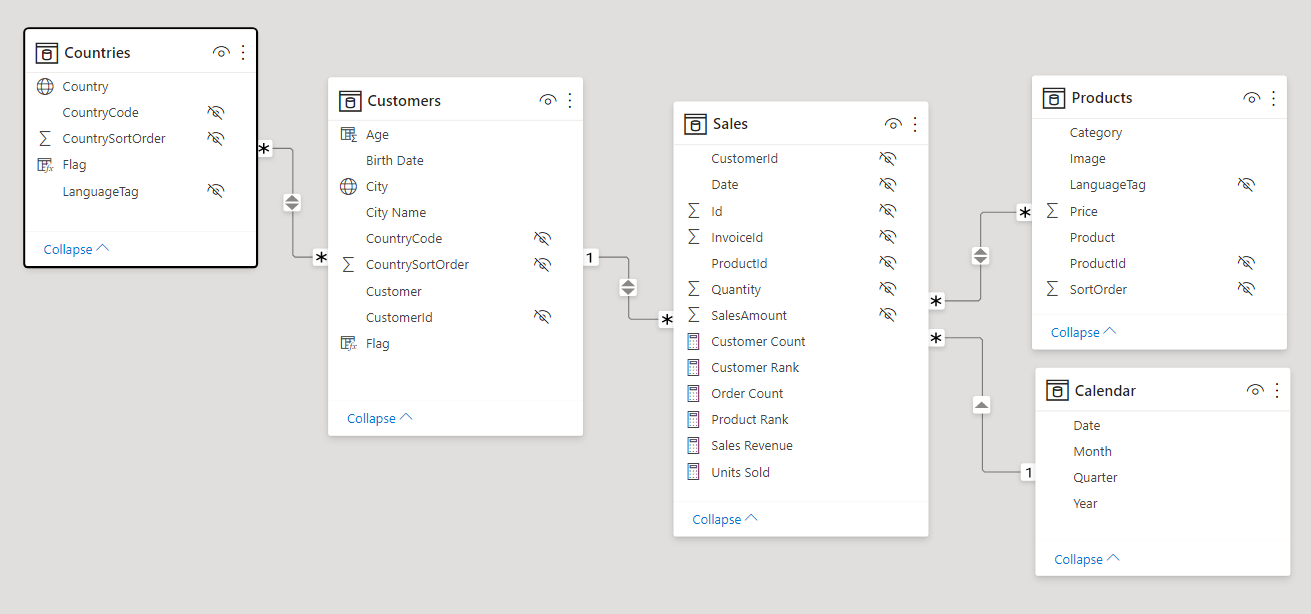 Countries
Country
CountryCode
CountrySortOrder
Flag
LanguageTag
Collapse
*
*
Customers
Age
Birth Date
City
City Name
CountryCode
CountrySortOrder
Customer
CustomerId
Flag
Collapse
1
*
Sales
CustomerId
Date
Id
InvoiceId
ProductId
Quantity
SalesAmount
Customer Count
Customer Rank
Order Count
Product Rank
Sales Revenue
Units Sold
Collapse
*
*
*
1
Products
Category
Image
LanguageTag
Price
Product
ProductId
SortOrder
Collapse
Calendar
Date
Month
Quarter
Year
Collapse